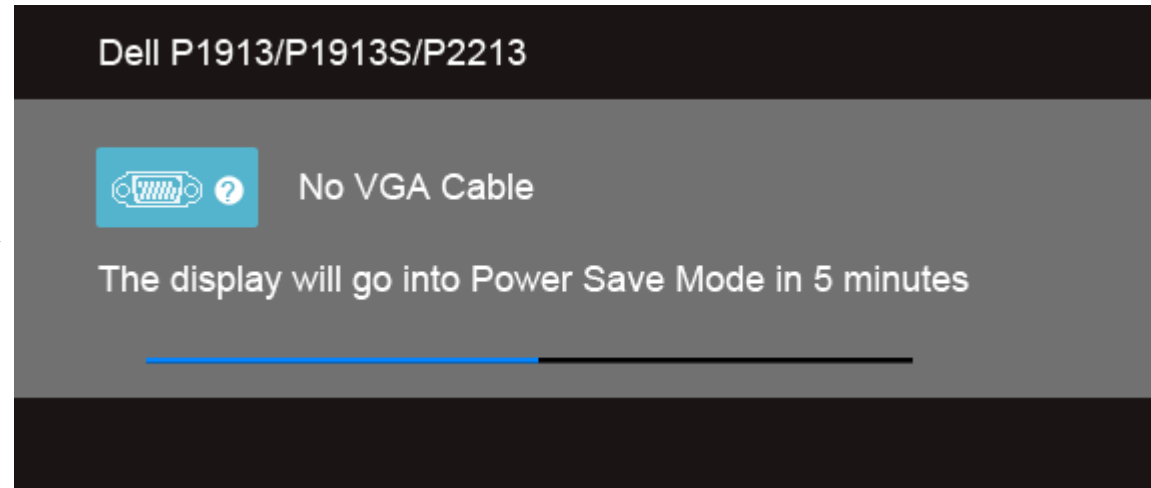 Dell P1913/P1913S/P2213
? No VGA Cable
The display will go into Power Save Mode in 5 minutes